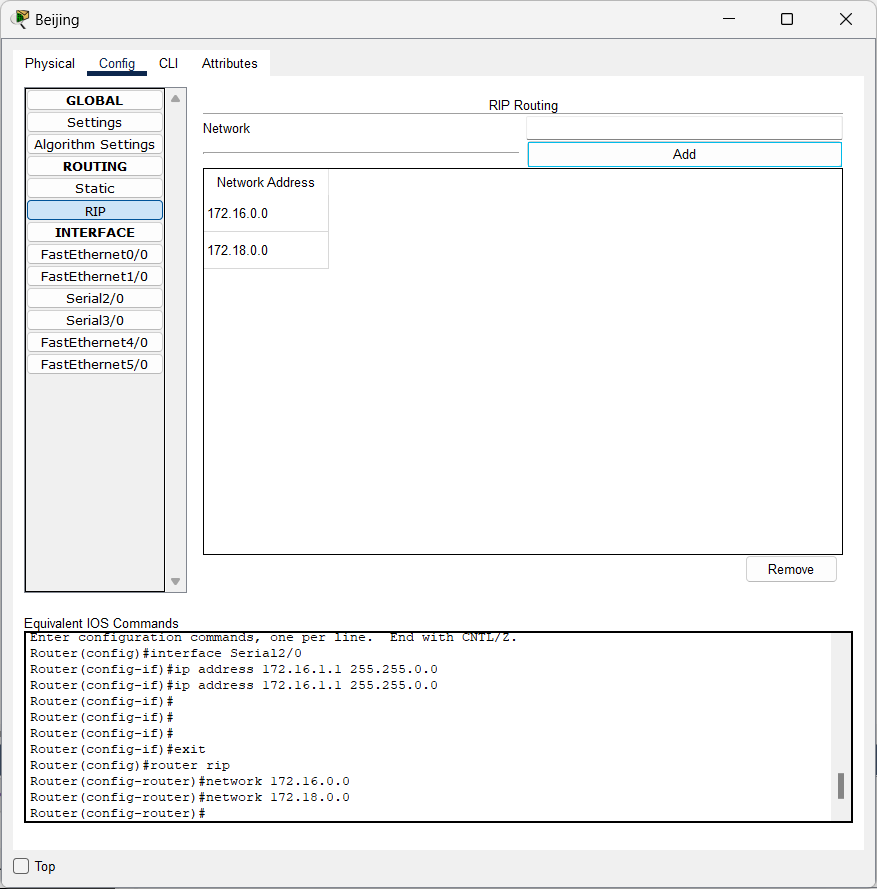 Beijing
Physical Config CLI Attributes
GLOBAL
Settings
Algorithm Settings
ROUTING
Static
RIP
INTERFACE
FastEthernet0/0
FastEthernet1/0
Serial2/0
Serial3/0
FastEthernet4/0
FastEthernet5/0
RIP Routing
Network
Add
Network Address
172.16.0.0
172.18.0.0
Remove
Equivalent IOS Commands
Enter configuration commands, one per line.  End with CNTL/Z.
Router(config)#interface Serial2/0
Router(config-if)#ip address 172.16.1.1 255.255.0.0
Router(config-if)#ip address 172.16.1.1 255.255.0.0
Router(config-if)#
Router(config-if)#
Router(config-if)#
Router(config-if)#exit
Router(config)#router rip
Router(config-router)#network 172.16.0.0
Router(config-router)#network 172.18.0.0
Router(config-router)#
Top